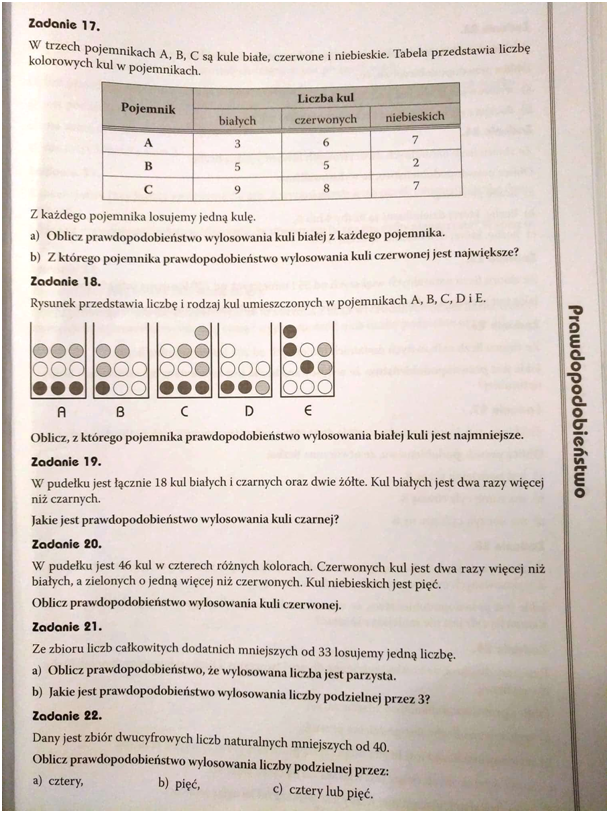 Zadanie 17.
W trzech pojemnikach A, B, C są kule białe, czerwone i niebieskie. Tabela przedstawia liczbę
kolorowych kul w pojemnikach.
Pojemnik Liczba kul
białych czerwonych niebieskich
A 3 6 7
B 5 5 2
C 9 8 7
Z każdego pojemnika losujemy jedną kulę.
a) Oblicz prawdopodobieństwo wylosowania kuli białej z każdego pojemnika.
b) Z którego pojemnika prawdopodobieństwo wylosowania kuli czerwonej jest największe?
Zadanie 18.
Rysunek przedstawia liczbę i rodzaj kul umieszczonych w pojemnikach A, B, C, D i E.
A B C D E
Oblicz, z którego pojemnika prawdopodobieństwo wylosowania białej kuli jest najmniejsze.
Zadanie 19.
W pudełku jest łącznie 18 kul białych i czarnych oraz dwie żółte. Kul białych jest dwa razy więcej
niż czarnych.
Jakie jest prawdopodobieństwo wylosowania kuli czarnej?
Zadanie 20.
W pudełku jest 46 kul w czterech różnych kolorach. Czerwonych kul jest dwa razy więcej niż
białych, a zielonych o jedną więcej niż czerwonych. Kul niebieskich jest pięć.
Oblicz prawdopodobieństwo wylosowania kuli czerwonej.
Zadanie 21.
Ze zbioru liczb całkowitych dodatnich mniejszych od 33 losujemy jedną liczbę.
a) Oblicz prawdopodobieństwo, że wylosowana liczba jest parzysta.
b) Jakie jest prawdopodobieństwo wylosowania liczby podzielnej przez 3?
Zadanie 22.
Dany jest zbiór dwucyfrowych liczb naturalnych mniejszych od 40.
Oblicz prawdopodobieństwo wylosowania liczby podzielnej przez:
a) cztery, b) pięć, c) cztery lub pięć.
Prawdopodobieństwo